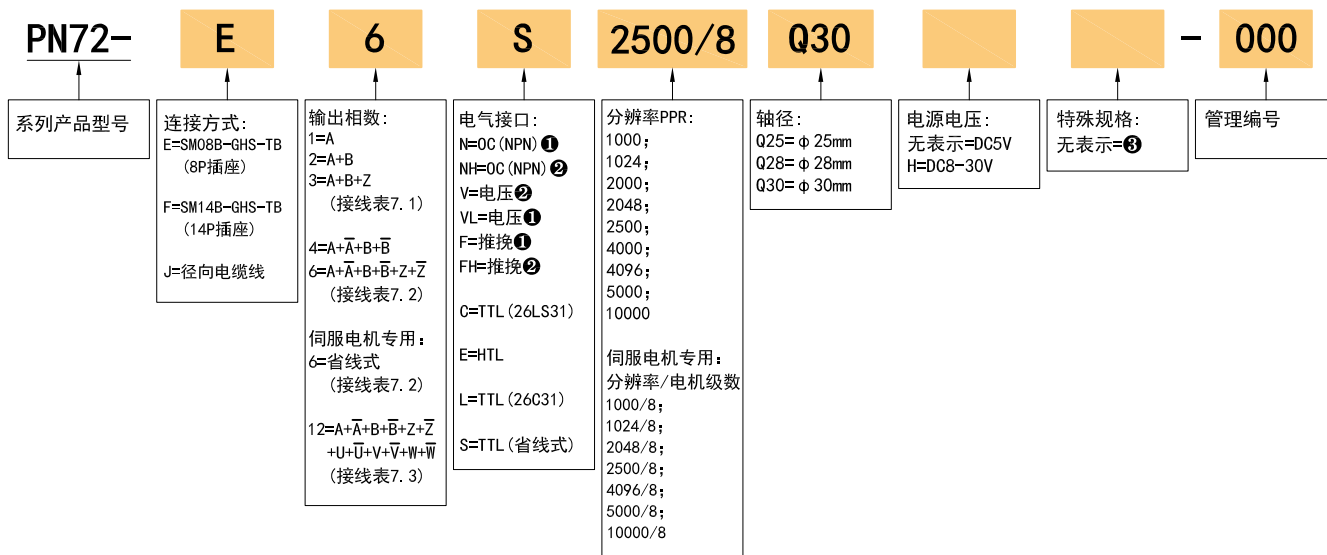 PN72- E 6 S 2500/8 Q30 - 000
系列产品型号
连接方式:
E=SM08B-GHS-TB
(8P插座)
F=SM14B-GHS-TB
(14P插座)
J=径向电缆线
输出相数:
1=A
2=A+B
3=A+B+Z
(接线表7.1)
4=A+A̅+B+B̅
6=A+A̅+B+B̅+Z+Z̅
(接线表7.2)
伺服电机专用:
6=省线式
(接线表7.2)
12=A+A̅+B+B̅+Z+Z̅
+U+U̅+V+V̅+W+W̅
(接线表7.3)
电气接口:
N=OC(NPN)❶
NH=OC(NPN)❷
V=电压❷
VL=电压❶
F=推挽❶
FH=推挽❷
C=TTL(26LS31)
E=HTL
L=TTL(26C31)
S=TTL(省线式)
分辨率PPR:
1000;
1024;
2000;
2048;
2500;
4000;
4096;
5000;
10000
伺服电机专用:
分辨率/电机级数
1000/8;
1024/8;
2048/8;
2500/8;
4096/8;
5000/8;
10000/8
轴径:
Q25=φ25mm
Q28=φ28mm
Q30=φ30mm
电源电压:
无表示=DC5V
H=DC8-30V
特殊规格:
无表示=❸
管理编号